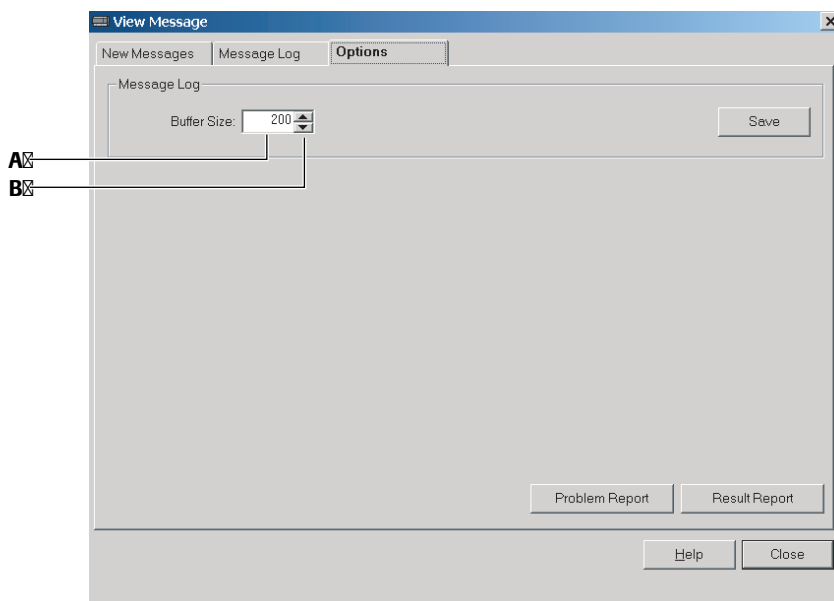 View Message
New Messages Message Log Options
Message Log
Buffer Size: 200 Save
A
B
Problem Report Result Report
Help Close